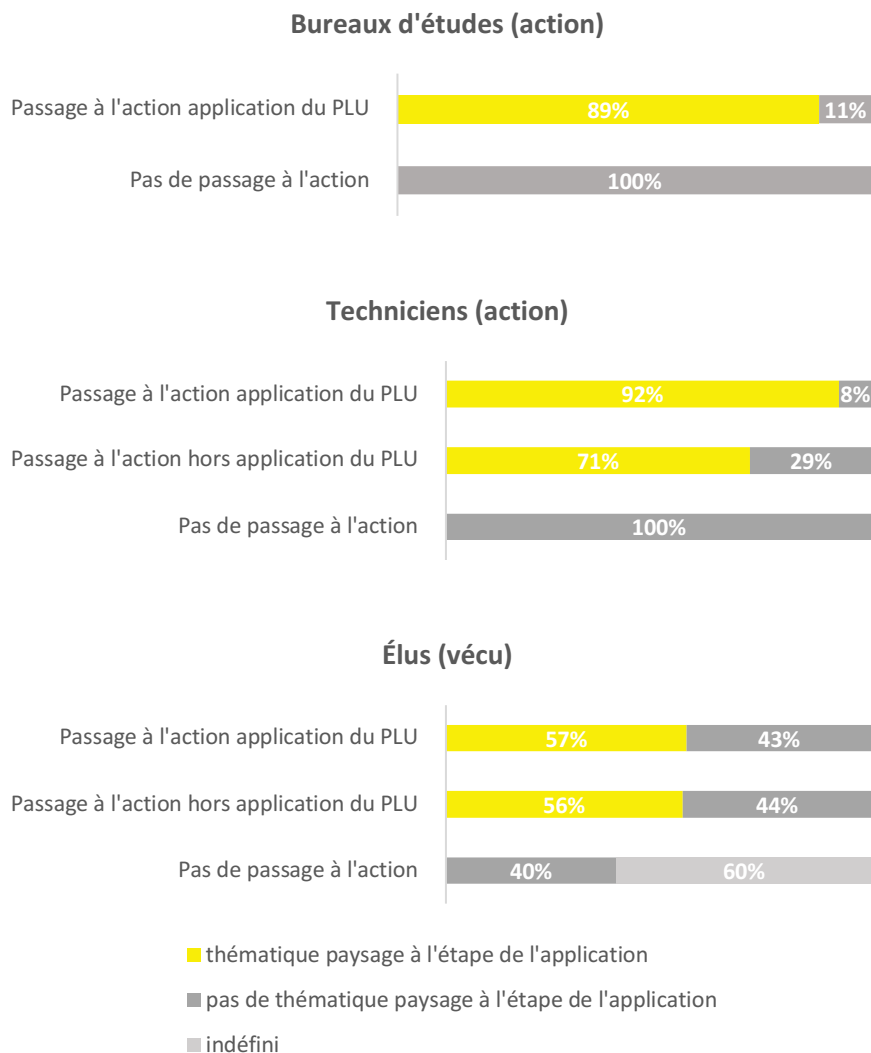 Bureaux d'études (action)
Passage à l'action application du PLU 89% 11%
Pas de passage à l'action 100%
Techniciens (action)
Passage à l'action application du PLU 92% 8%
Passage à l'action hors application du PLU 71% 29%
Pas de passage à l'action 100%
Élus (vécu)
Passage à l'action application du PLU 57% 43%
Passage à l'action hors application du PLU 56% 44%
Pas de passage à l'action 40% 60%
thématique paysage à l'étape de l'application
pas de thématique paysage à l'étape de l'application
indéfini